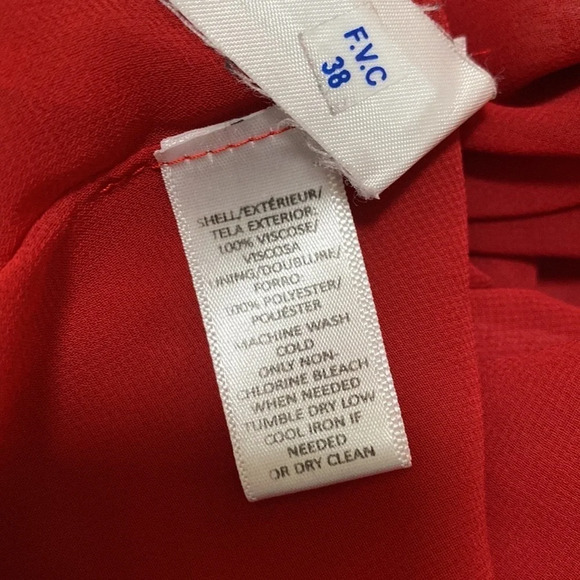 F.V.C
38
SHELL/EXTÉRIEUR/
TELA EXTERIOR:
100% VISCOSE/
VISCOSA
LINING/DOUBLURE/
FORRO
100% POLYESTER/
POLIÉSTER
MACHINE WASH
COLD
ONLY NON-
CHLORINE BLEACH
WHEN NEEDED
TUMBLE DRY LOW
COOL IRON IF
NEEDED
OR DRY CLEAN